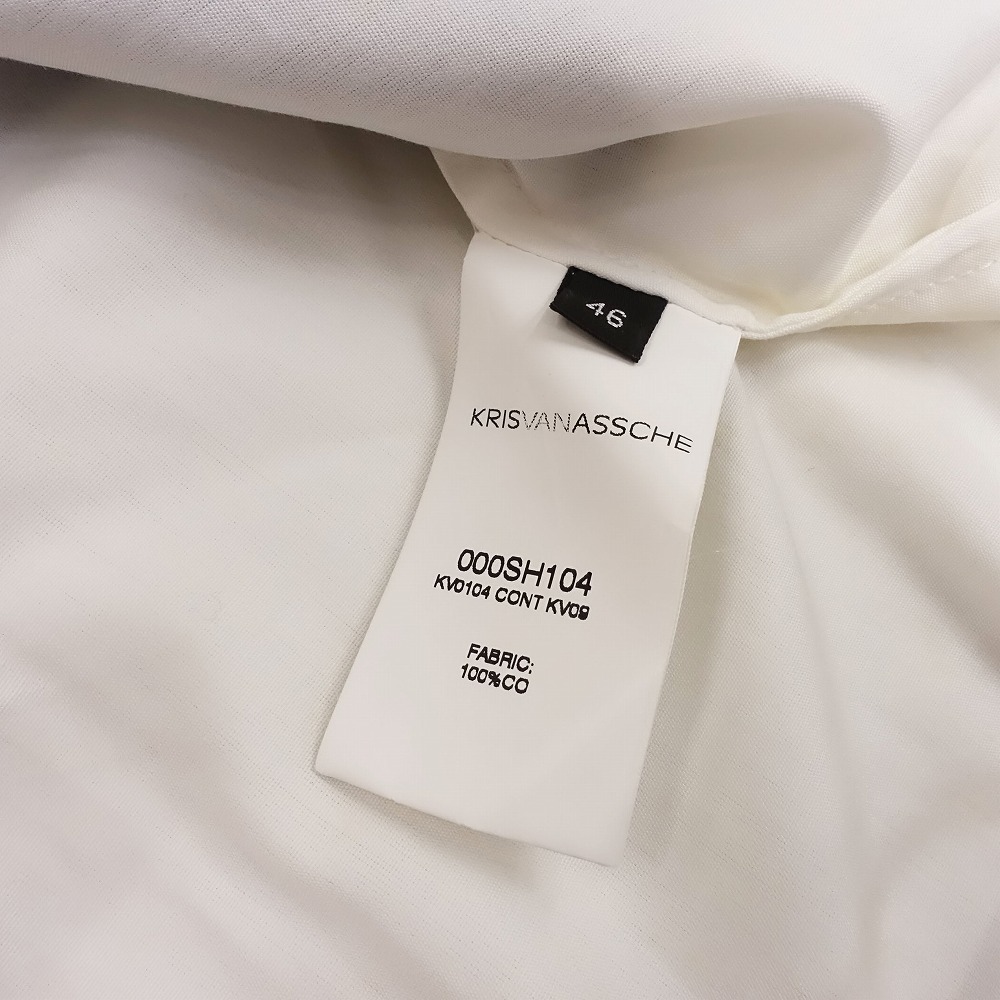 46
KRISVANASSCHE
000SH104
KV0104 CONT KV09
FABRIC:
100%CO